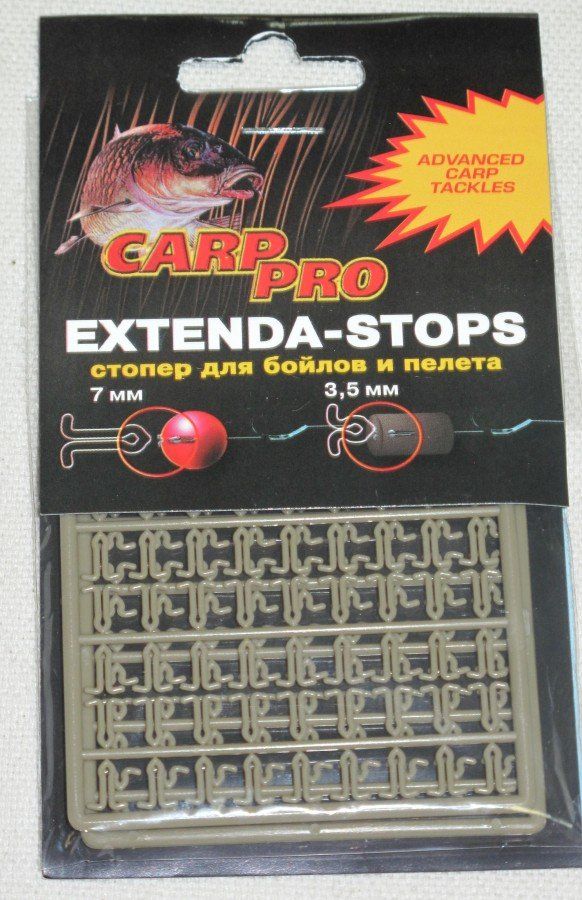 ADVANCED
CARP
TACKLES
CARP
PRO
EXTENDA-STOPS
стопер для бойлов и пелета
7 мм
3,5 мм